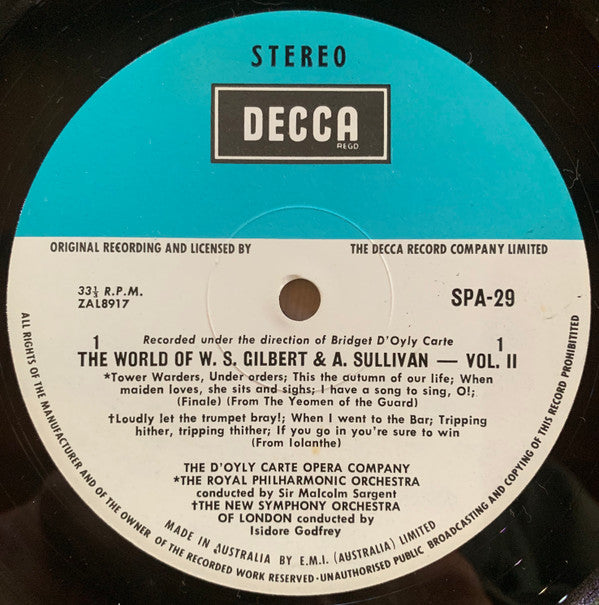 STEREO
DECCA
REGD
ORIGINAL RECORDING AND LICENSED BY THE DECCA RECORD COMPANY LIMITED
33⅓ R.P.M.
ZAL8917
SPA-29
1 Recorded under the direction of Bridget D'Oyly Carte 1
THE WORLD OF W. S. GILBERT & A. SULLIVAN — VOL. II
*Tower Warders, Under orders; This the autumn of our life; When
maiden loves, she sits and sighs; I have a song to sing, O!;
(Finale) (From The Yeomen of the Guard)
†Loudly let the trumpet bray!; When I went to the Bar; Tripping
hither, tripping thither; If you go in you're sure to win
(From Iolanthe)
THE D'OYLY CARTE OPERA COMPANY
*THE ROYAL PHILHARMONIC ORCHESTRA
conducted by Sir Malcolm Sargent
†THE NEW SYMPHONY ORCHESTRA
OF LONDON conducted by
Isidore Godfrey
MADE IN AUSTRALIA BY E.M.I. (AUSTRALIA) LIMITED
ALL RIGHTS OF THE MANUFACTURER AND OF THE OWNER OF THE RECORDED WORK RESERVED·UNAUTHORISED PUBLIC BROADCASTING AND COPYING OF THIS RECORD PROHIBITITED